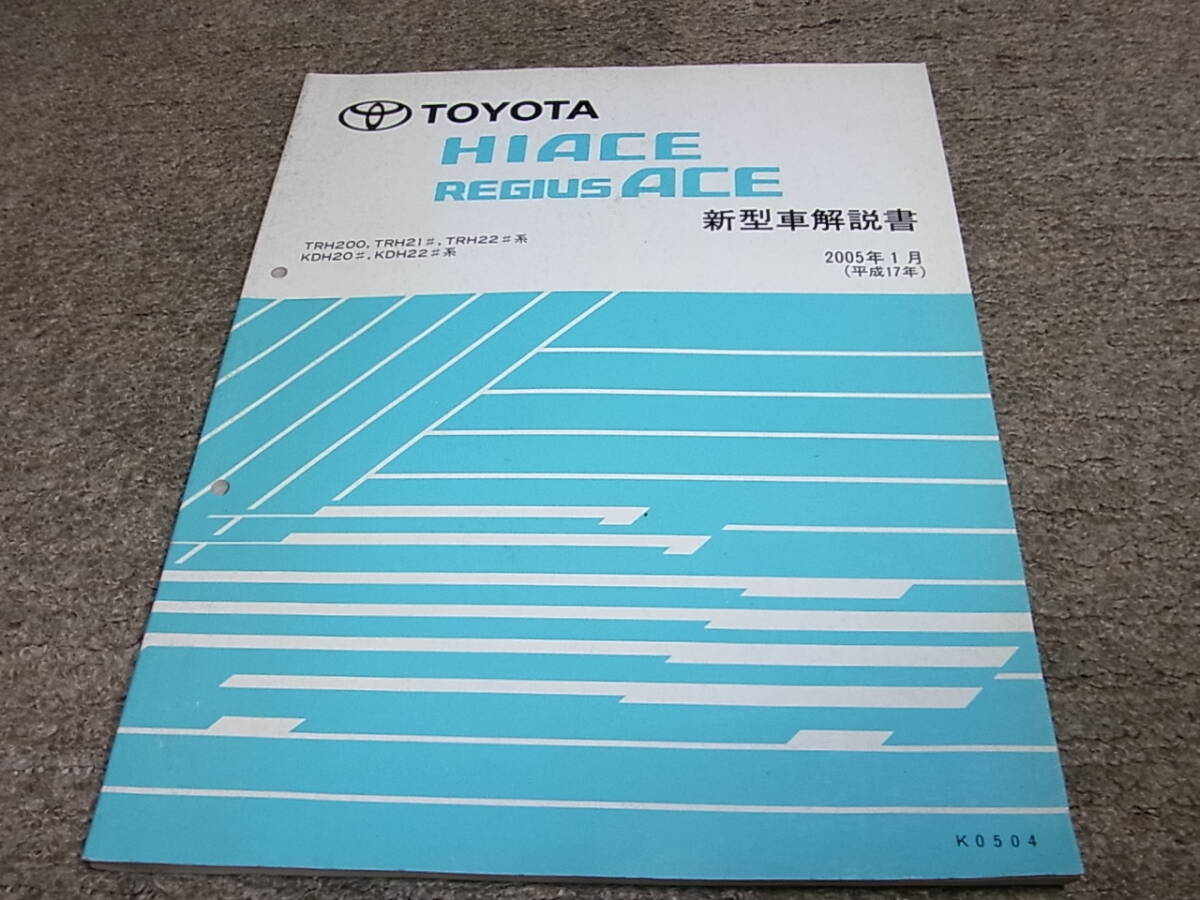 TOYOTA
HIACE
REGIUS ACE
新型車解説書
TRH200, TRH21#, TRH22#系
KDH20#, KDH22#系
2005年1月
(平成17年)
K0504